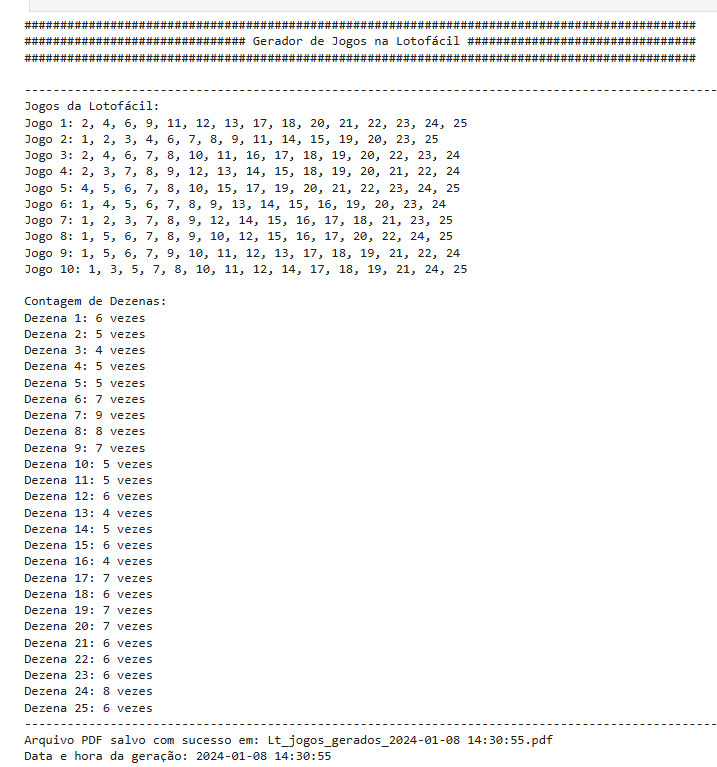 ##############################################################################################
############################### Gerador de Jogos na Lotofácil ################################
##############################################################################################
-------------------------------------------------------------------------------------------------
Jogos da Lotofácil:
Jogo 1: 2, 4, 6, 9, 11, 12, 13, 17, 18, 20, 21, 22, 23, 24, 25
Jogo 2: 1, 2, 3, 4, 6, 7, 8, 9, 11, 14, 15, 19, 20, 23, 25
Jogo 3: 2, 4, 6, 7, 8, 10, 11, 16, 17, 18, 19, 20, 22, 23, 24
Jogo 4: 2, 3, 7, 8, 9, 12, 13, 14, 15, 18, 19, 20, 21, 22, 24
Jogo 5: 4, 5, 6, 7, 8, 10, 15, 17, 19, 20, 21, 22, 23, 24, 25
Jogo 6: 1, 4, 5, 6, 7, 8, 9, 13, 14, 15, 16, 19, 20, 23, 24
Jogo 7: 1, 2, 3, 7, 8, 9, 12, 14, 15, 16, 17, 18, 21, 23, 25
Jogo 8: 1, 5, 6, 7, 8, 9, 10, 12, 15, 16, 17, 20, 22, 24, 25
Jogo 9: 1, 5, 6, 7, 9, 10, 11, 12, 13, 17, 18, 19, 21, 22, 24
Jogo 10: 1, 3, 5, 7, 8, 10, 11, 12, 14, 17, 18, 19, 21, 24, 25
Contagem de Dezenas:
Dezena 1: 6 vezes
Dezena 2: 5 vezes
Dezena 3: 4 vezes
Dezena 4: 5 vezes
Dezena 5: 5 vezes
Dezena 6: 7 vezes
Dezena 7: 9 vezes
Dezena 8: 8 vezes
Dezena 9: 7 vezes
Dezena 10: 5 vezes
Dezena 11: 5 vezes
Dezena 12: 6 vezes
Dezena 13: 4 vezes
Dezena 14: 5 vezes
Dezena 15: 6 vezes
Dezena 16: 4 vezes
Dezena 17: 7 vezes
Dezena 18: 6 vezes
Dezena 19: 7 vezes
Dezena 20: 7 vezes
Dezena 21: 6 vezes
Dezena 22: 6 vezes
Dezena 23: 6 vezes
Dezena 24: 8 vezes
Dezena 25: 6 vezes
-------------------------------------------------------------------------------------------------
Arquivo PDF salvo com sucesso em: Lt_jogos_gerados_2024-01-08 14:30:55.pdf
Data e hora da geração: 2024-01-08 14:30:55